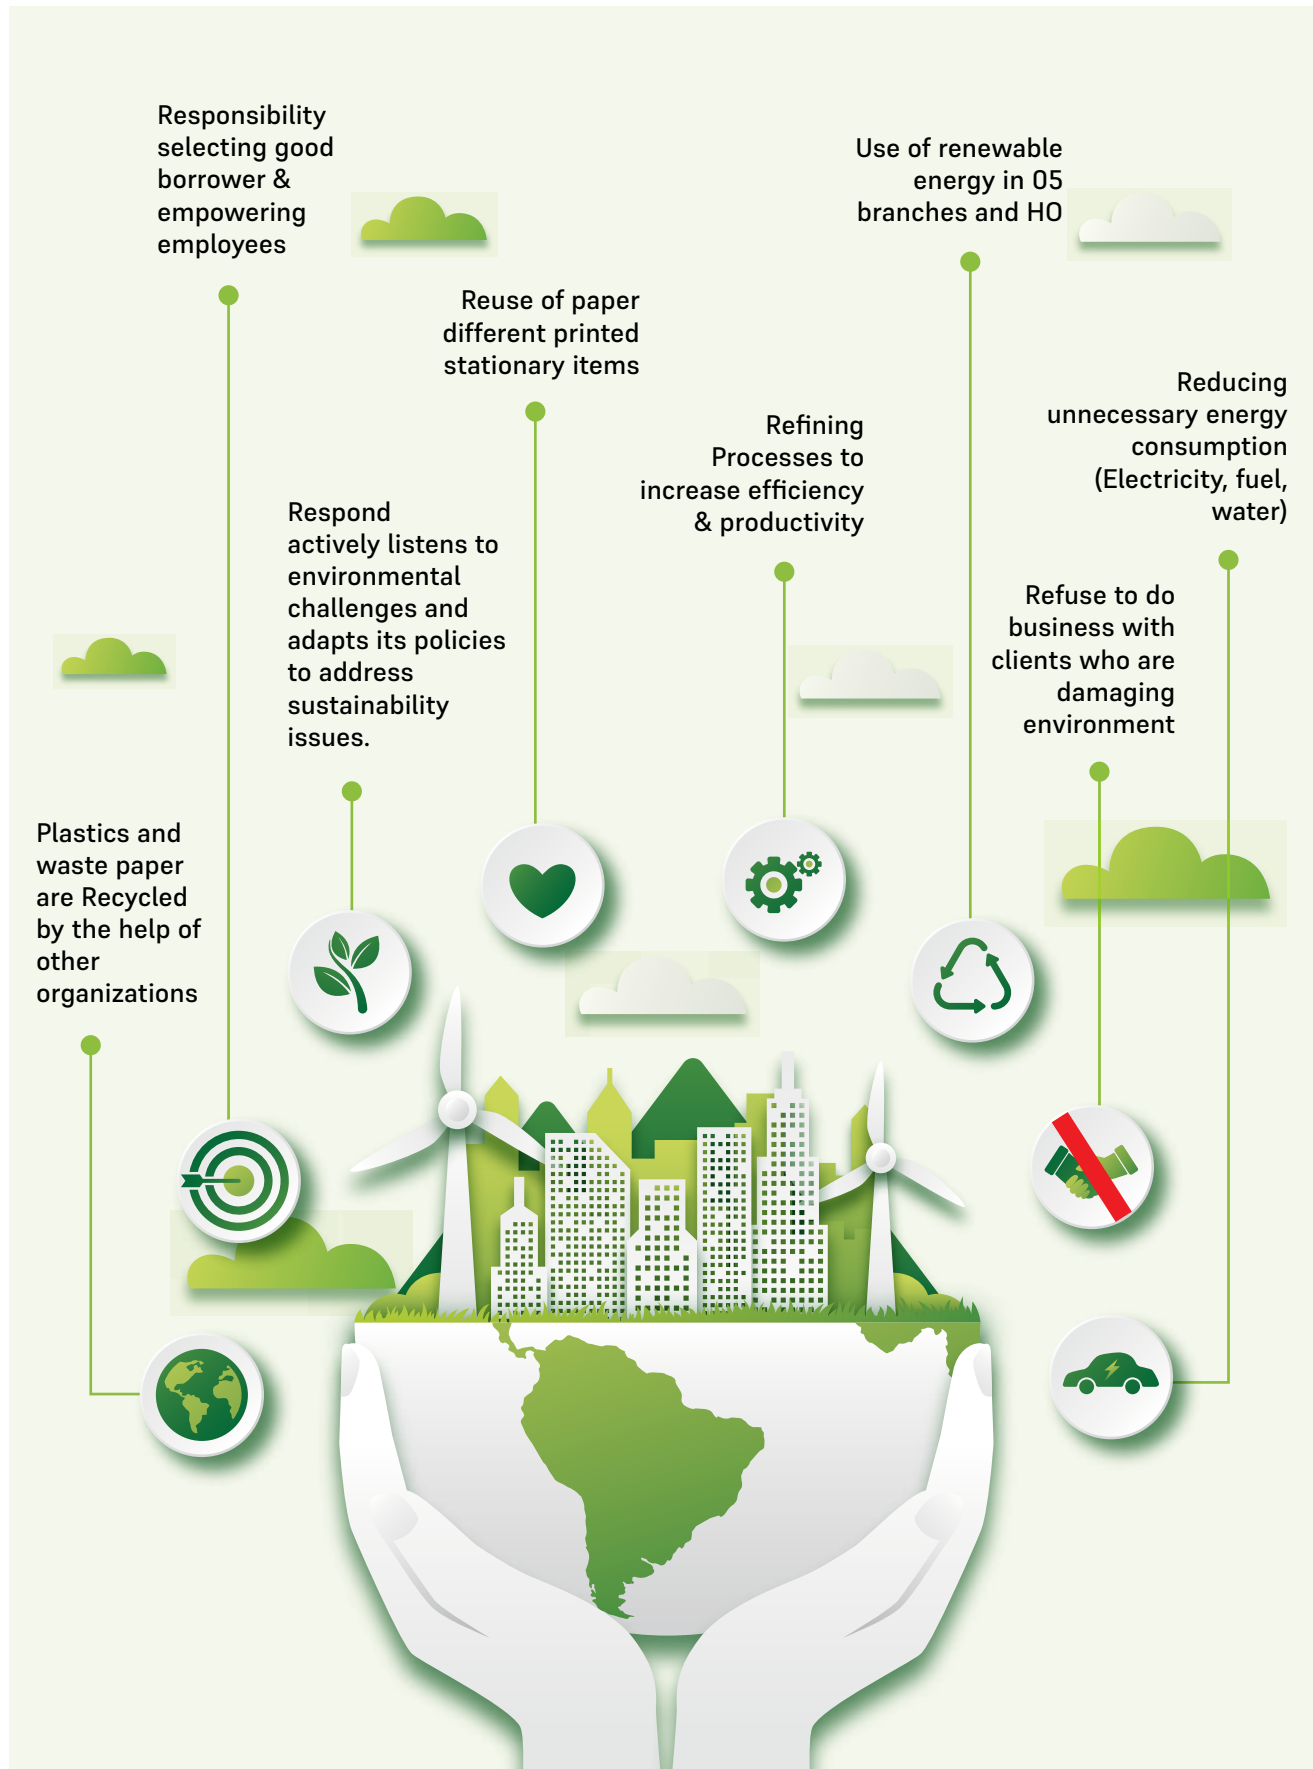 Responsibility
selecting good
borrower &
empowering
employees
Use of renewable
energy in 05
branches and HO
Reuse of paper
different printed
stationary items
Reducing
unnecessary energy
consumption
(Electricity, fuel,
water)
Refining
Processes to
increase efficiency
& productivity
Respond
actively listens to
environmental
challenges and
adapts its policies
to address
sustainability
issues.
Refuse to do
business with
clients who are
damaging
environment
Plastics and
waste paper
are Recycled
by the help of
other
organizations